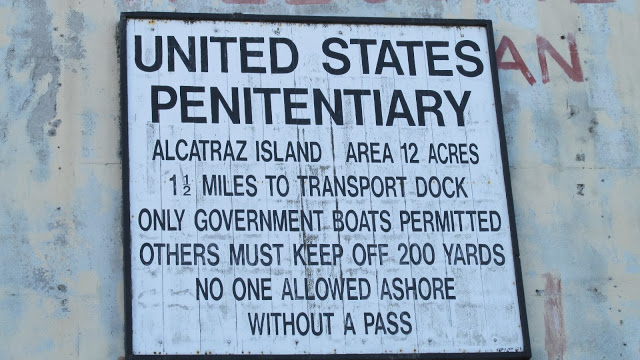 UNITED STATES
PENITENTIARY
ALCATRAZ ISLAND AREA 12 ACRES
1½ MILES TO TRANSPORT DOCK
ONLY GOVERNMENT BOATS PERMITTED
OTHERS MUST KEEP OFF 200 YARDS
NO ONE ALLOWED ASHORE
WITHOUT A PASS
AN